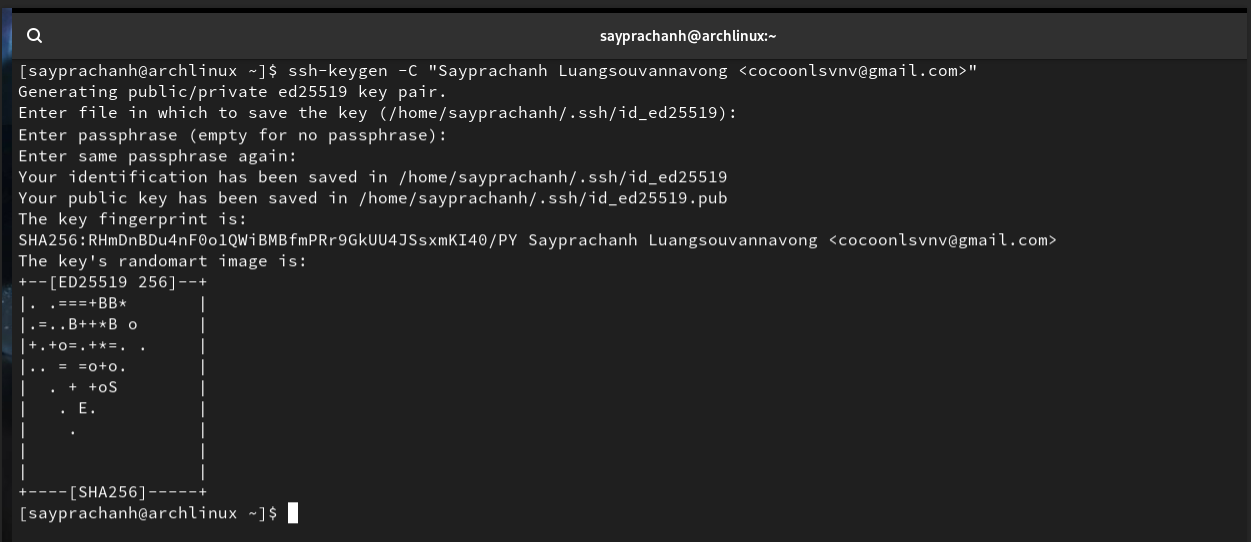 sayprachanh@archlinux:~
[sayprachanh@archlinux ~]$ ssh-keygen -C "Sayprachanh Luangsouvannavong <cocoonlsvnv@gmail.com>"
Generating public/private ed25519 key pair.
Enter file in which to save the key (/home/sayprachanh/.ssh/id_ed25519):
Enter passphrase (empty for no passphrase):
Enter same passphrase again:
Your identification has been saved in /home/sayprachanh/.ssh/id_ed25519
Your public key has been saved in /home/sayprachanh/.ssh/id_ed25519.pub
The key fingerprint is:
SHA256:RHmDnBDu4nF0o1QWiBMBfmPRr9GkUU4JSsxmKI40/PY Sayprachanh Luangsouvannavong <cocoonlsvnv@gmail.com>
The key's randomart image is:
+--[ED25519 256]--+
|. .===+BB*       |
|.=..B++*B o      |
|+.+o=.+*=. .     |
|.. = =o+o.       |
|  . + +oS        |
|   . E.          |
|    .            |
|                 |
|                 |
+----[SHA256]-----+
[sayprachanh@archlinux ~]$